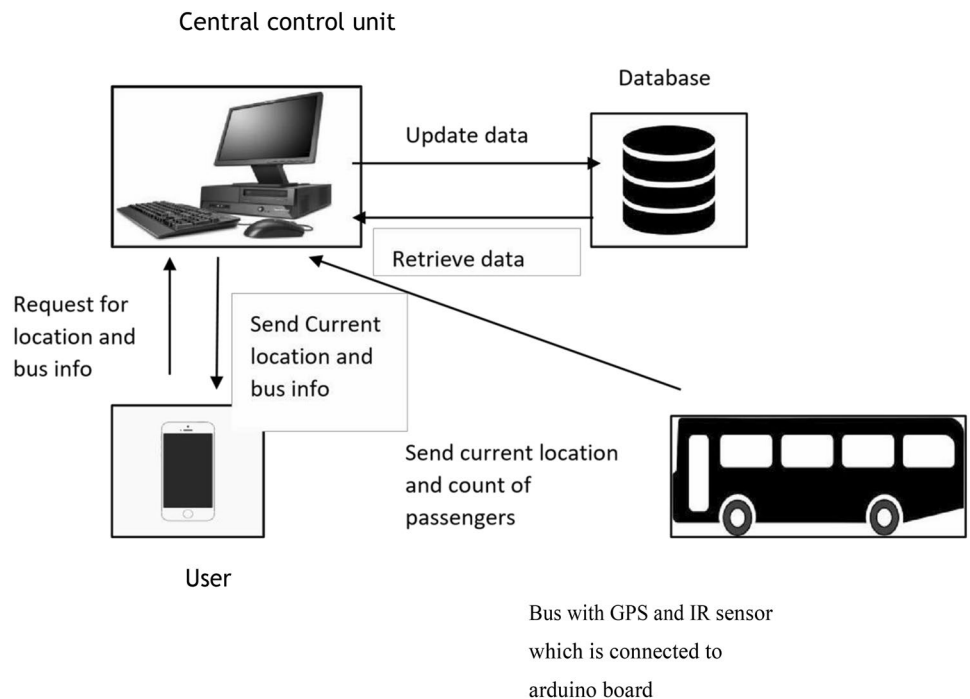 Central control unit
Database
Update data
Retrieve data
Request for
location and
bus info
Send Current
location and
bus info
Send current location
and count of
passengers
User
Bus with GPS and IR sensor
which is connected to
arduino board